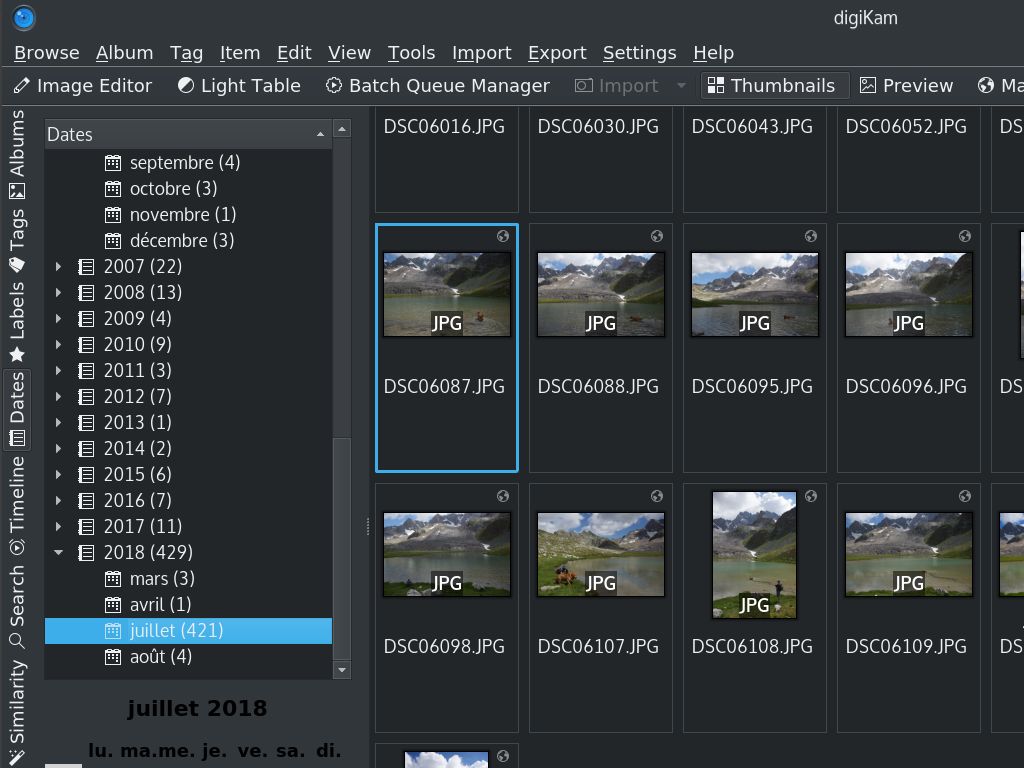 digiKam
Browse Album Tag Item Edit View Tools Import Export Settings Help
Image Editor Light Table Batch Queue Manager Import Thumbnails Preview Ma
Albums
Tags
Labels
Dates
Timeline
Search
Similarity
Dates
septembre (4)
octobre (3)
novembre (1)
décembre (3)
2007 (22)
2008 (13)
2009 (4)
2010 (9)
2011 (3)
2012 (7)
2013 (1)
2014 (2)
2015 (6)
2016 (7)
2017 (11)
2018 (429)
mars (3)
avril (1)
juillet (421)
août (4)
juillet 2018
lu. ma. me. je. ve. sa. di.
DSC06016.JPG DSC06030.JPG DSC06043.JPG DSC06052.JPG DS
JPG JPG JPG JPG
DSC06087.JPG DSC06088.JPG DSC06095.JPG DSC06096.JPG DS
JPG JPG JPG JPG
DSC06098.JPG DSC06107.JPG DSC06108.JPG DSC06109.JPG DS